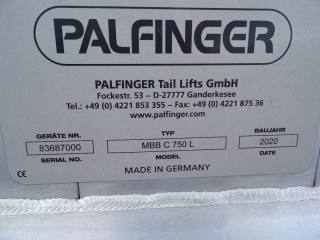 PALFINGER
PALFINGER Tail Lifts GmbH
Fockestr. 53 – D-27777 Ganderkesee
Tel.: +49 (0) 4221 853 355 – Fax: +49 (0) 4221 875 36
www.palfinger.com
GERÄTE NR. TYP BAUJAHR
83687000 MBB C 750 L 2020
SERIAL NO. MODEL DATE
CE MADE IN GERMANY